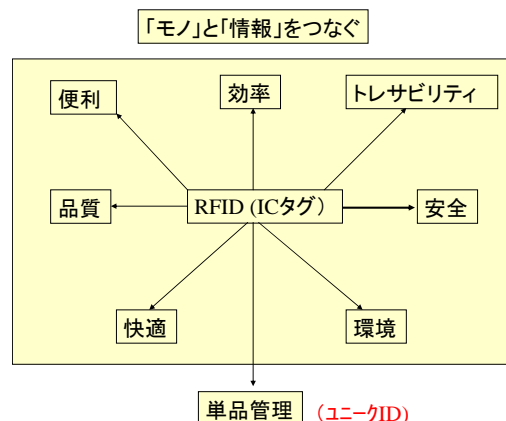 「モノ」と「情報」をつなぐ
便利
効率
トレサビリティ
品質
RFID (ICタグ）
安全
快適
環境
単品管理 （ユニークID)